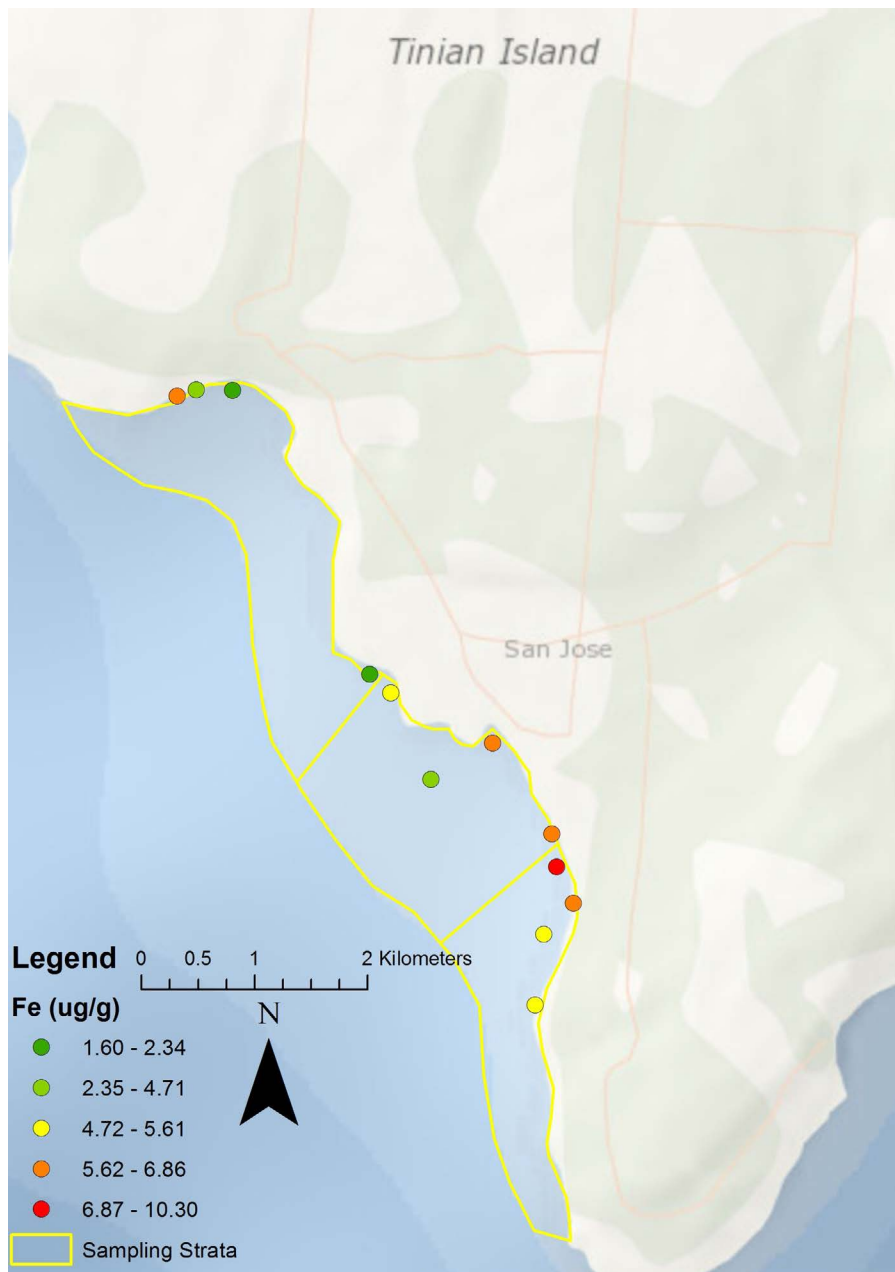 Tinian Island
San Jose
Legend
0 0.5 1 2 Kilometers
Fe (ug/g)
N
1.60 - 2.34
2.35 - 4.71
4.72 - 5.61
5.62 - 6.86
6.87 - 10.30
Sampling Strata